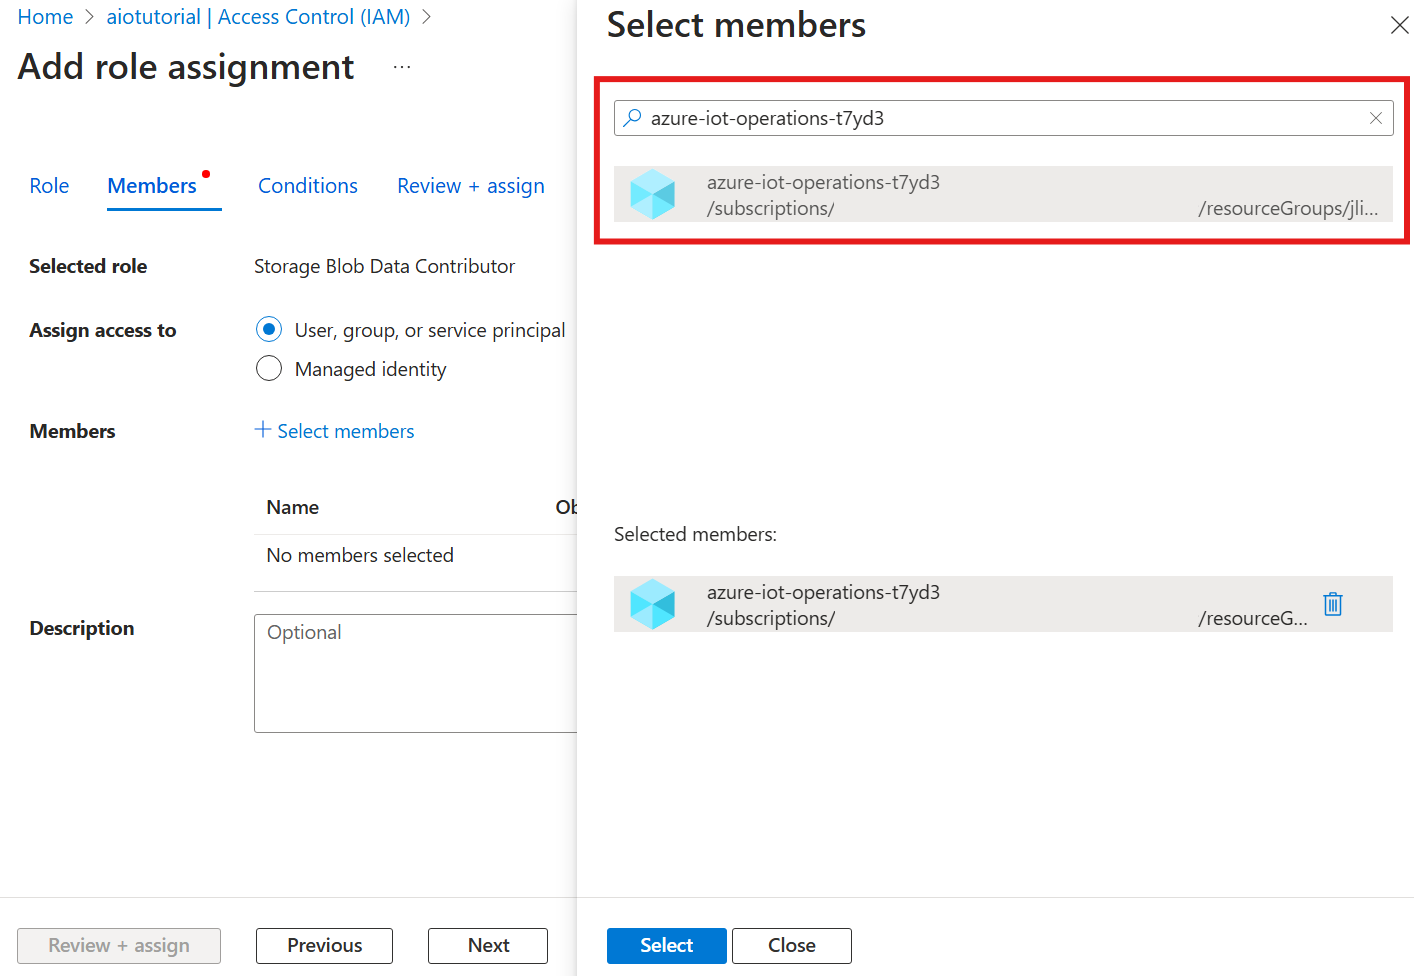 Home > aiotutorial | Access Control (IAM) >
Add role assignment ...
Role Members Conditions Review + assign
Selected role Storage Blob Data Contributor
Assign access to User, group, or service principal
Managed identity
Members + Select members
Name Ob
No members selected
Description Optional
Review + assign Previous Next
Select members
azure-iot-operations-t7yd3
azure-iot-operations-t7yd3
/subscriptions/ /resourceGroups/jli...
Selected members:
azure-iot-operations-t7yd3
/subscriptions/ /resourceG...
Select Close